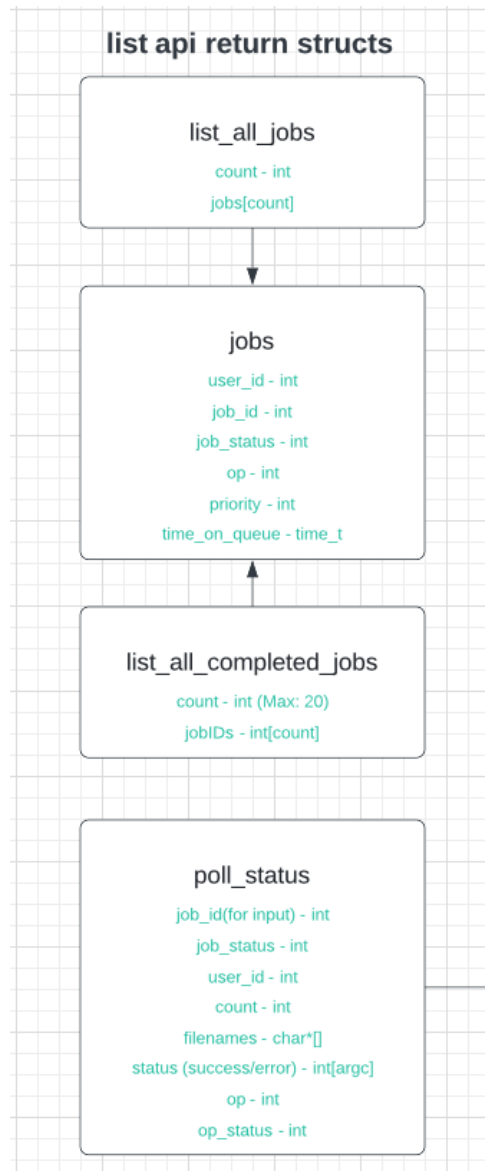 list api return structs
list_all_jobs
count - int
jobs[count]
jobs
user_id - int
job_id - int
job_status - int
op - int
priority - int
time_on_queue - time_t
list_all_completed_jobs
count - int (Max: 20)
jobIDs - int[count]
poll_status
job_id(for input) - int
job_status - int
user_id - int
count - int
filenames - char*[]
status (success/error) - int[argc]
op - int
op_status - int